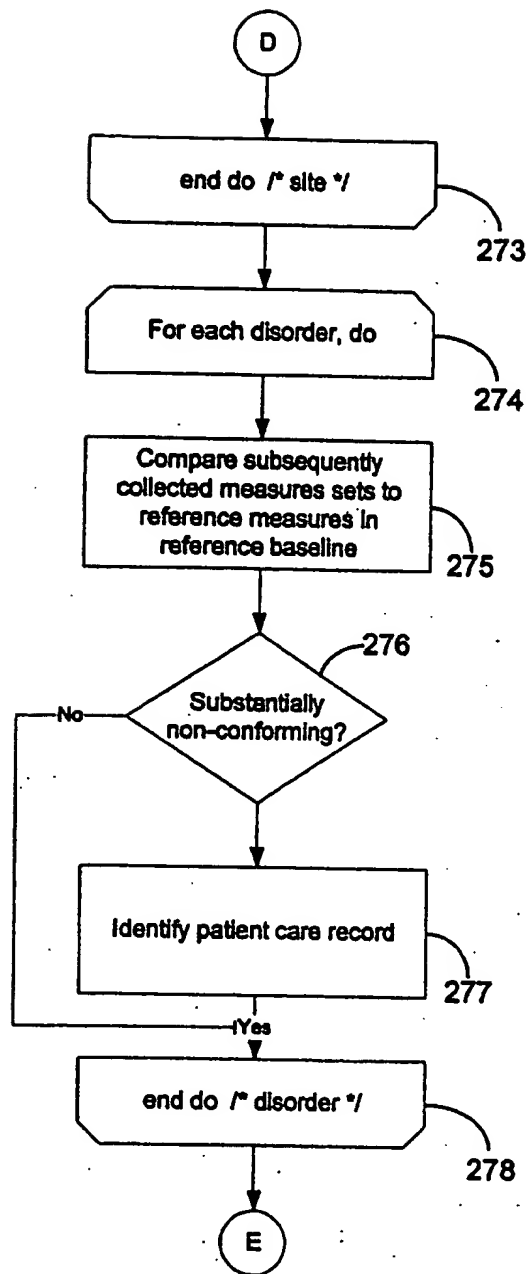 D
end do /* site */
273
For each disorder, do
274
Compare subsequently
collected measures sets to
reference measures in
reference baseline
275
276
Substantially
non-conforming?
No
Identify patient care record
277
Yes
end do /* disorder */
278
E